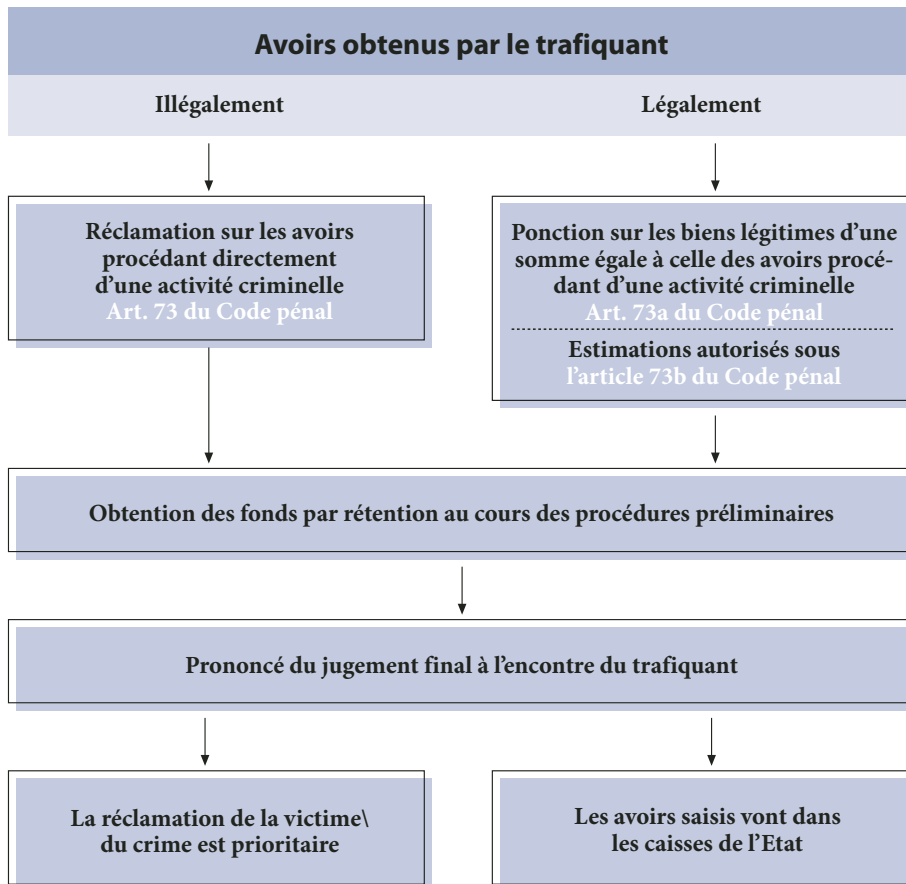 Avoirs obtenus par le trafiquant
Illégalement
Légalement
Réclamation sur les avoirs
procédant directement
d'une activité criminelle
Art. 73 du Code pénal
Ponction sur les biens légitimes d'une
somme égale à celle des avoirs procé-
dant d'une activité criminelle
Art. 73a du Code pénal
Estimations autorisés sous
l'article 73b du Code pénal
Obtention des fonds par rétention au cours des procédures préliminaires
Prononcé du jugement final à l'encontre du trafiquant
La réclamation de la victime\
du crime est prioritaire
Les avoirs saisis vont dans
les caisses de l'Etat